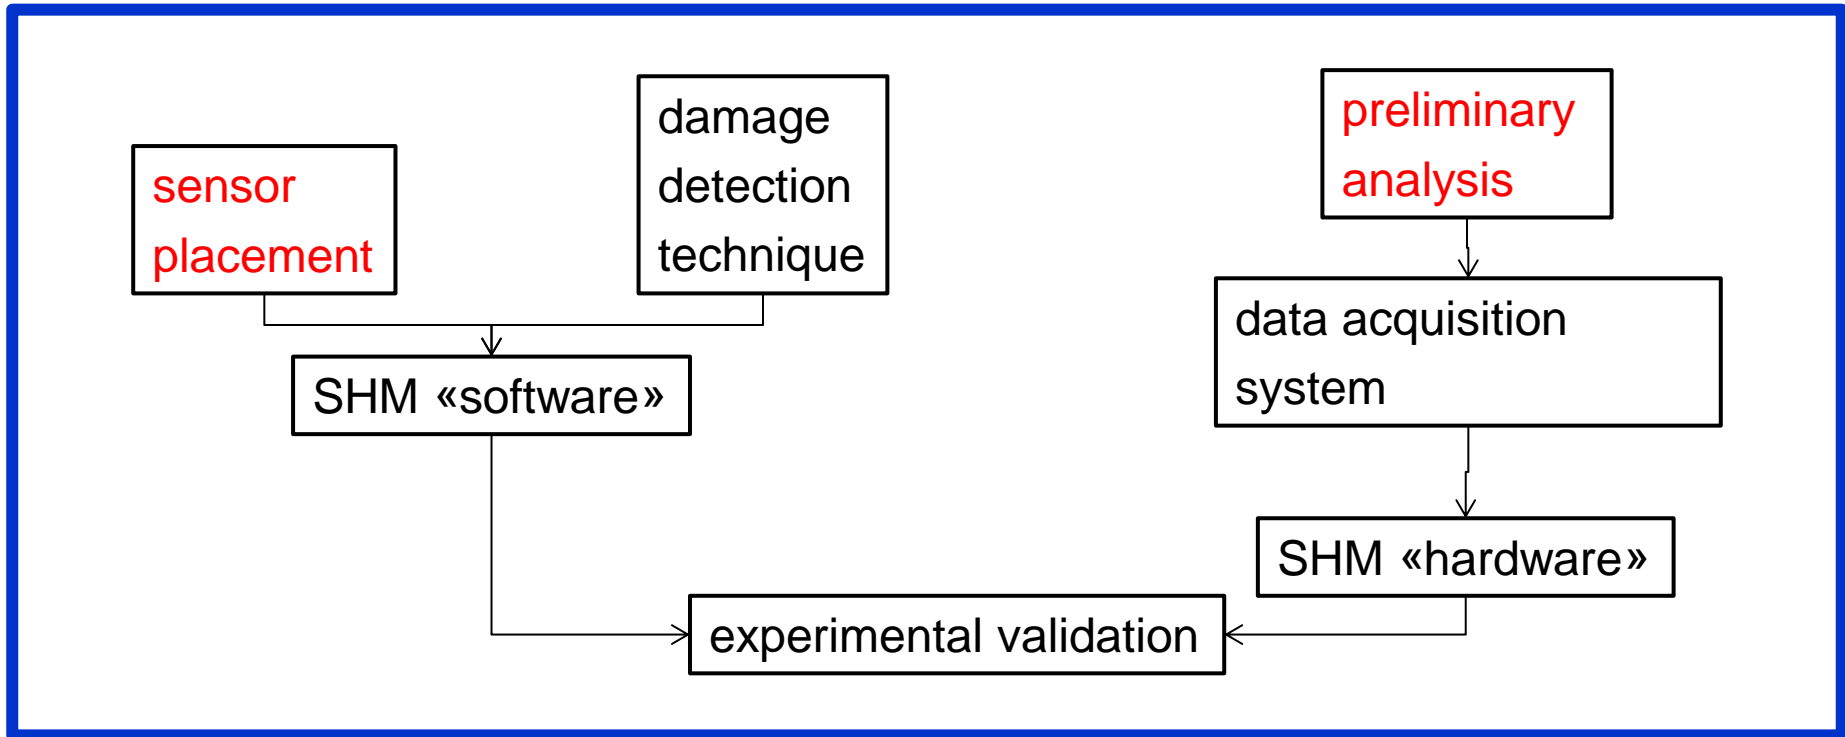 sensor
placement
damage
detection
technique
SHM «software»
preliminary
analysis
data acquisition
system
SHM «hardware»
experimental validation